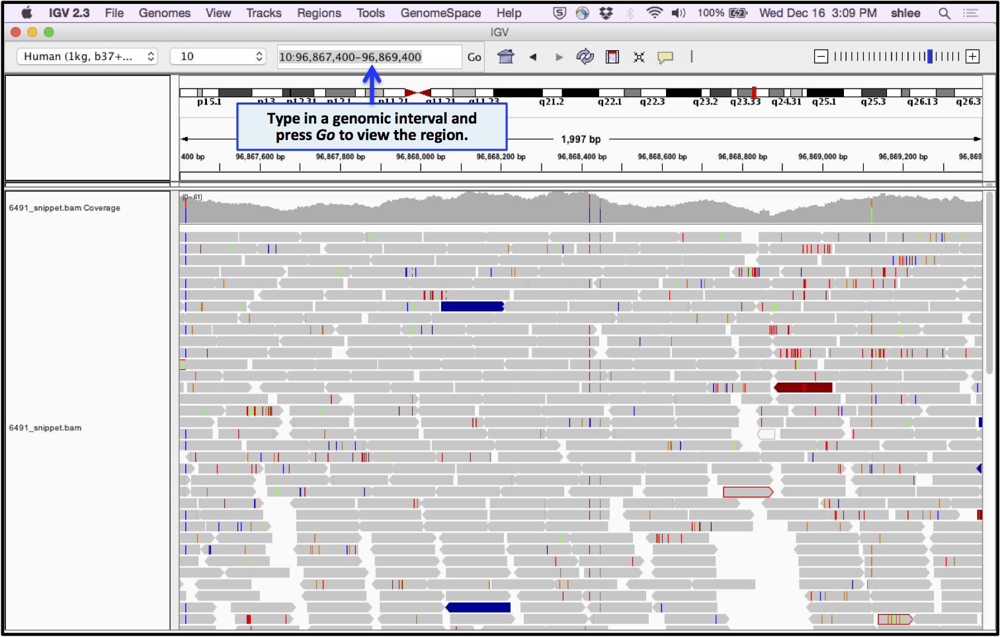 IGV 2.3 File Genomes View Tracks Regions Tools GenomeSpace Help 100% Wed Dec 16 3:09 PM shlee
IGV
Human (1kg, b37+... 10 10:96,867,400-96,869,400 Go
p15.1 p13 p12.31 p12.1 p11.21 q11.21 q11.23 q21.2 q22.1 q22.3 q23.2 q23.33 q24.31 q25.1 q25.3 q26.13 q26.3
Type in a genomic interval and
press Go to view the region.
1,997 bp
400 bp 96,867,600 bp 96,867,800 bp 96,868,000 bp 96,868,200 bp 96,868,400 bp 96,868,600 bp 96,868,800 bp 96,869,000 bp 96,869,200 bp 96,869
[0 - 61]
6491_snippet.bam Coverage
6491_snippet.bam